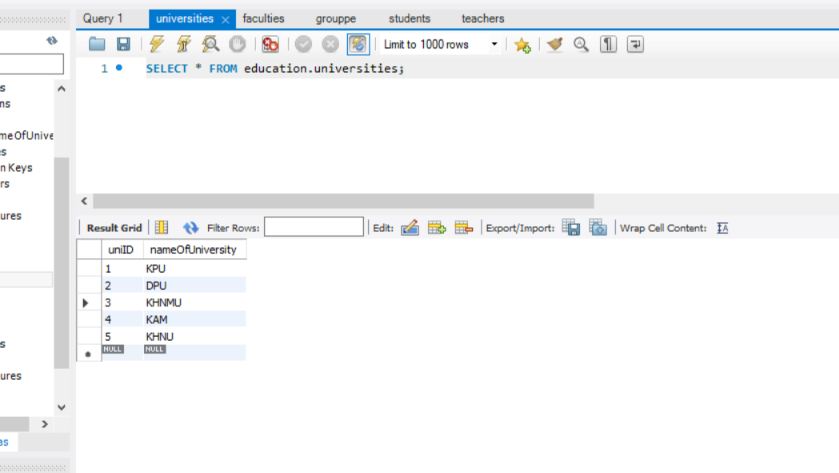 Query 1 universities faculties grouppe students teachers
Limit to 1000 rows
1 SELECT * FROM education.universities;
s
ns
meOfUnive
es
n Keys
rs
ures
s
ures
as
Result Grid Filter Rows: Edit: Export/Import: Wrap Cell Content:
uniID nameOfUniversity
1 KPU
2 DPU
3 KHNMU
4 KAM
5 KHNU
NULL NULL